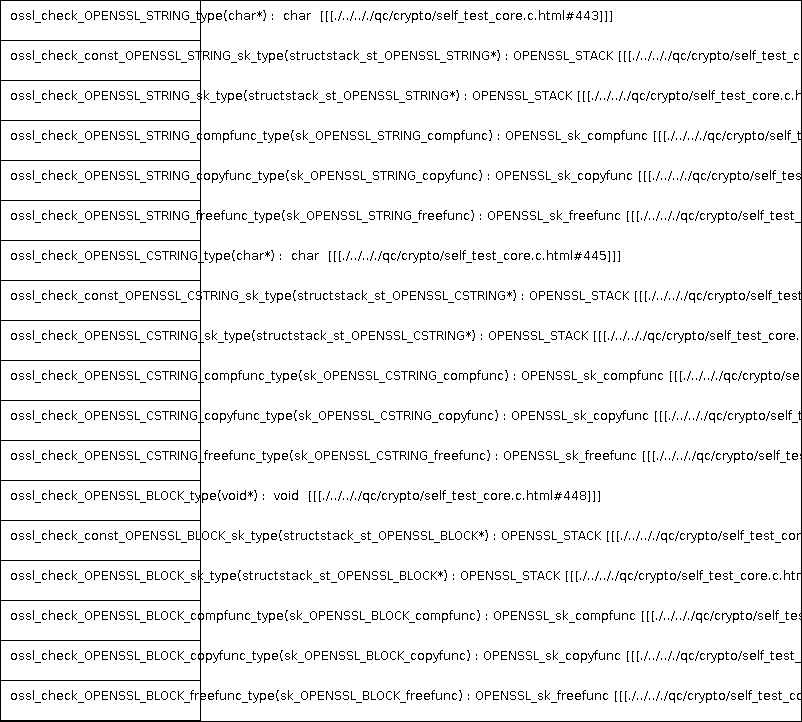 ossl_check_OPENSSL_STRING_type(char*) : char [[[./../../qc/crypto/self_test_core.c.html#443]]]
ossl_check_const_OPENSSL_STRING_sk_type(structstack_st_OPENSSL_STRING*) : OPENSSL_STACK [[[./../../qc/crypto/self_test_c
ossl_check_OPENSSL_STRING_sk_type(structstack_st_OPENSSL_STRING*) : OPENSSL_STACK [[[./../../qc/crypto/self_test_core.c.h
ossl_check_OPENSSL_STRING_compfunc_type(sk_OPENSSL_STRING_compfunc) : OPENSSL_sk_compfunc [[[./../../qc/crypto/self_t
ossl_check_OPENSSL_STRING_copyfunc_type(sk_OPENSSL_STRING_copyfunc) : OPENSSL_sk_copyfunc [[[./../../qc/crypto/self_tes
ossl_check_OPENSSL_STRING_freefunc_type(sk_OPENSSL_STRING_freefunc) : OPENSSL_sk_freefunc [[[./../../qc/crypto/self_test_
ossl_check_OPENSSL_CSTRING_type(char*) : char [[[./../../qc/crypto/self_test_core.c.html#445]]]
ossl_check_const_OPENSSL_CSTRING_sk_type(structstack_st_OPENSSL_CSTRING*) : OPENSSL_STACK [[[./../../qc/crypto/self_test
ossl_check_OPENSSL_CSTRING_sk_type(structstack_st_OPENSSL_CSTRING*) : OPENSSL_STACK [[[./../../qc/crypto/self_test_core.
ossl_check_OPENSSL_CSTRING_compfunc_type(sk_OPENSSL_CSTRING_compfunc) : OPENSSL_sk_compfunc [[[./../../qc/crypto/se
ossl_check_OPENSSL_CSTRING_copyfunc_type(sk_OPENSSL_CSTRING_copyfunc) : OPENSSL_sk_copyfunc [[[./../../qc/crypto/self_t
ossl_check_OPENSSL_CSTRING_freefunc_type(sk_OPENSSL_CSTRING_freefunc) : OPENSSL_sk_freefunc [[[./../../qc/crypto/self_tes
ossl_check_OPENSSL_BLOCK_type(void*) : void [[[./../../qc/crypto/self_test_core.c.html#448]]]
ossl_check_const_OPENSSL_BLOCK_sk_type(structstack_st_OPENSSL_BLOCK*) : OPENSSL_STACK [[[./../../qc/crypto/self_test_cor
ossl_check_OPENSSL_BLOCK_sk_type(structstack_st_OPENSSL_BLOCK*) : OPENSSL_STACK [[[./../../qc/crypto/self_test_core.c.htm
ossl_check_OPENSSL_BLOCK_compfunc_type(sk_OPENSSL_BLOCK_compfunc) : OPENSSL_sk_compfunc [[[./../../qc/crypto/self_tes
ossl_check_OPENSSL_BLOCK_copyfunc_type(sk_OPENSSL_BLOCK_copyfunc) : OPENSSL_sk_copyfunc [[[./../../qc/crypto/self_test_
ossl_check_OPENSSL_BLOCK_freefunc_type(sk_OPENSSL_BLOCK_freefunc) : OPENSSL_sk_freefunc [[[./../../qc/crypto/self_test_co